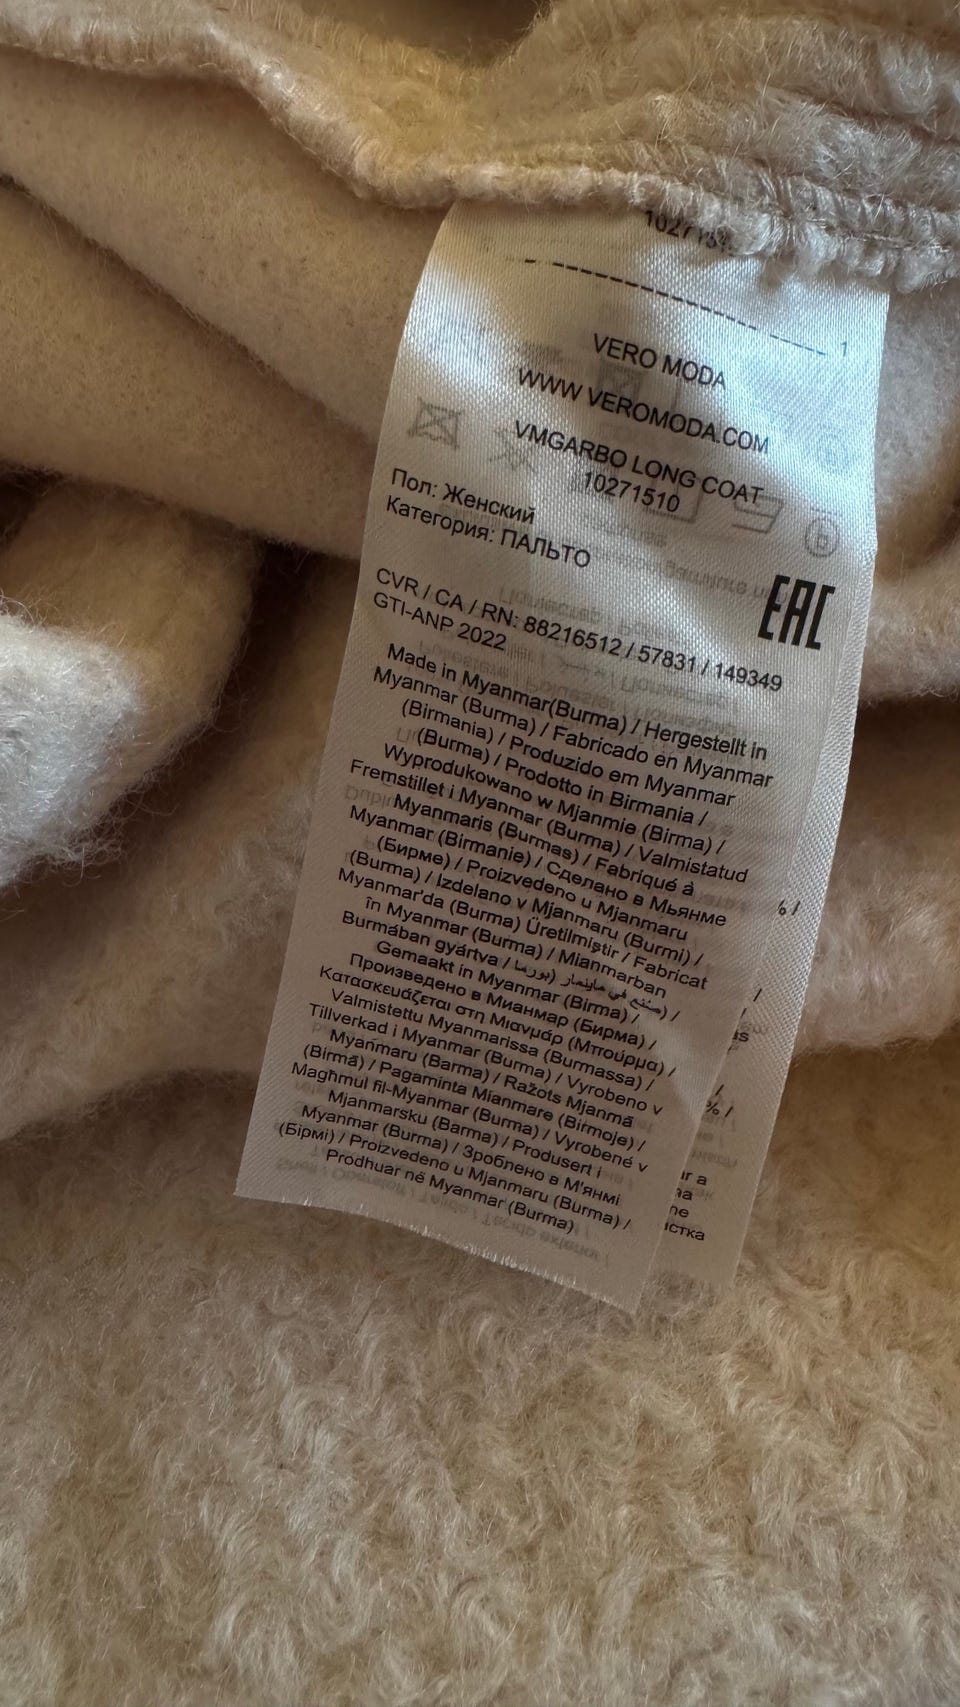 VERO MODA
WWW VEROMODA.COM
VMGARBO LONG COAT
10271510
Пол: Женский
Категория: ПАЛЬТО
EAC
CVR / CA / RN: 88216512 / 57831 / 149349
GTI-ANP 2022
Made in Myanmar(Burma) / Hergestellt in
Myanmar (Burma) / Fabricado en Myanmar
(Birmania) / Produzido em Myanmar
(Burma) / Prodotto in Birmania /
Wyprodukowano w Mjanmie (Birma) /
Fremstillet i Myanmar (Burma) / Valmistatud
Myanmaris (Burmas) / Fabriqué à
Myanmar (Birmanie) / Сделано в Мьянме
(Бирме) / Proizvedeno u Mjanmaru
(Burma) / Izdelano v Mjanmaru (Burmi) /
Myanmar'da (Burma) Üretilmiştir / Fabricat
în Myanmar (Burma) / Mianmarban
Burmában gyártva / صنع في ماينمار (بورما) /
Gemaakt in Myanmar (Birma) /
Произведено в Мианмар (Бирма) /
Κατασκευάζεται στη Μιανμάρ (Μπούρμα) /
Valmistettu Myanmarissa (Burmassa) /
Tillverkad i Myanmar (Burma) / Vyrobeno v
Myanmaru (Barma) / Ražots Mjanmā
(Birmā) / Pagaminta Mianmare (Birmoje) /
Magħmul fil-Myanmar (Burma) / Vyrobené v
Mjanmarsku (Barma) / Produsert i
Myanmar (Burma) / Зроблено в М'янмі
(Бірмі) / Proizvedeno u Mjanmaru (Burma) /
Prodhuar në Myanmar (Burma)